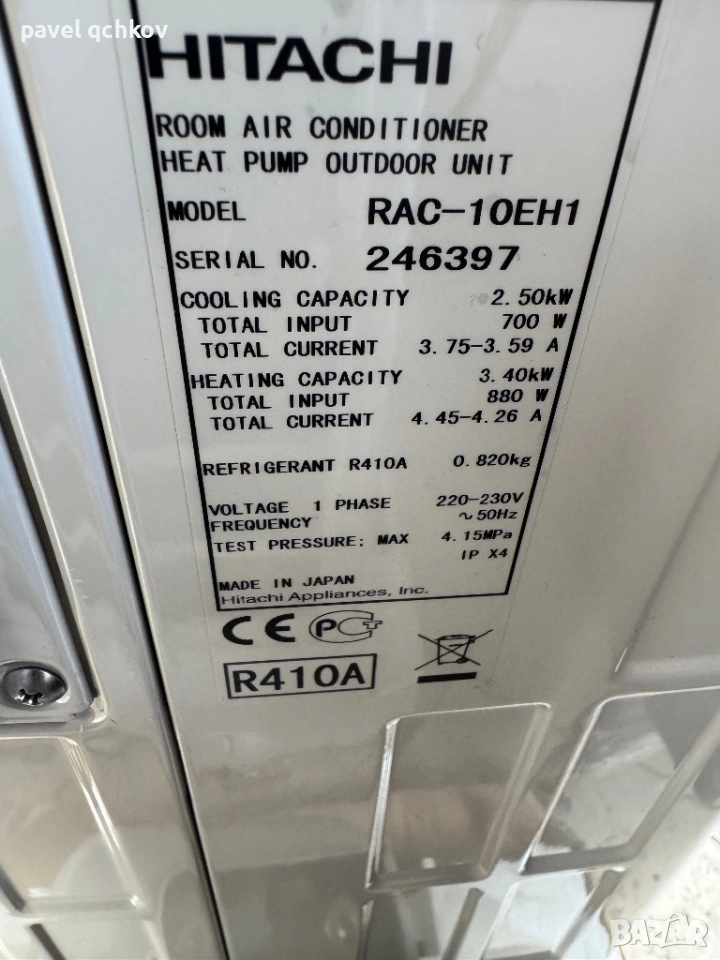 pavel qchkov
HITACHI
ROOM AIR CONDITIONER
HEAT PUMP OUTDOOR UNIT
MODEL RAC-10EH1
SERIAL NO. 246397
COOLING CAPACITY 2.50kW
TOTAL INPUT 700 W
TOTAL CURRENT 3.75-3.59 A
HEATING CAPACITY 3.40kW
TOTAL INPUT 880 W
TOTAL CURRENT 4.45-4.26 A
REFRIGERANT R410A 0.820kg
VOLTAGE 1 PHASE 220-230V
FREQUENCY ~50Hz
TEST PRESSURE; MAX 4.15MPa
IP X4
MADE IN JAPAN
Hitachi Appliances, Inc.
CE PCT
R410A
BAZAR